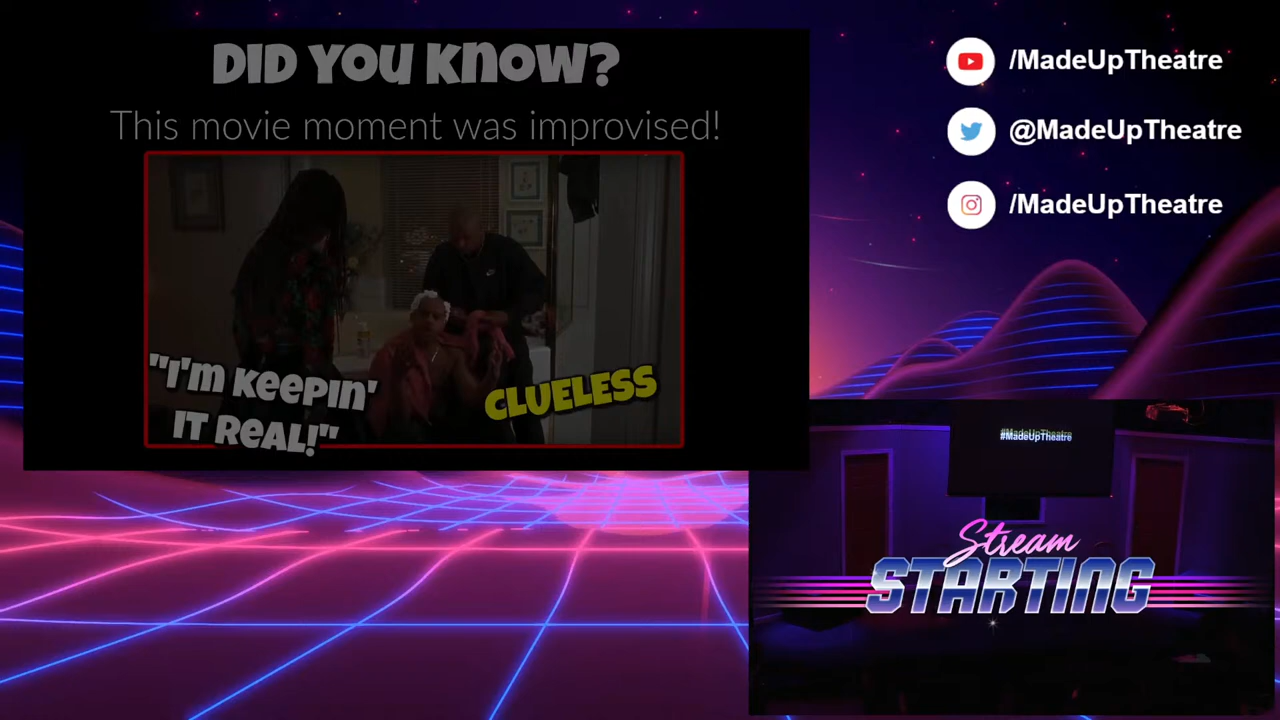 DID YOU KNOW?
This movie moment was improvised!
"I'm KEEPIN'
IT REAL!"
CLUELESS
/MadeUpTheatre
@MadeUpTheatre
/MadeUpTheatre
#MadeUpTheatre
Stream
STARTING